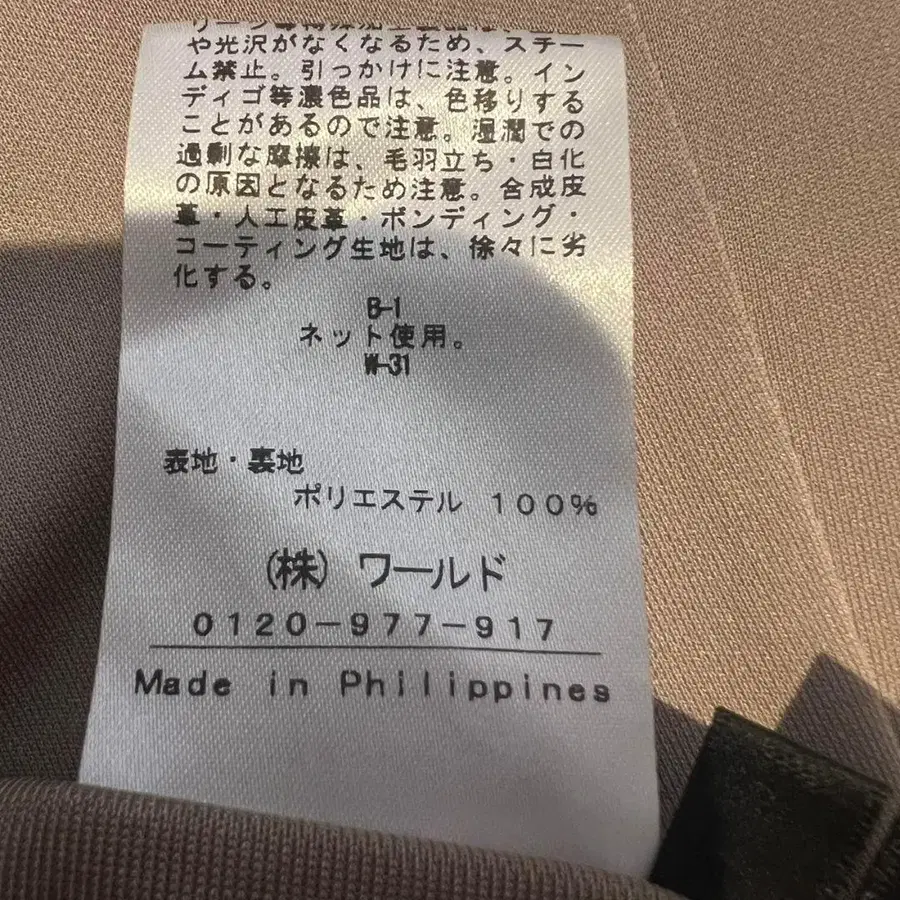 や光沢がなくなるため、スチー
ム禁止。引っかけに注意。イン
ディゴ等濃色品は、色移りする
ことがあるので注意。湿潤での
過剰な摩擦は、毛羽立ち・白化
の原因となるため注意。合成皮
革・人工皮革・ボンディング・
コーティング生地は、徐々に劣
化する。
B-1
ネット使用。
W-31
表地・裏地
ポリエステル 100%
(株) ワールド
0120-977-917
Made in Philippines